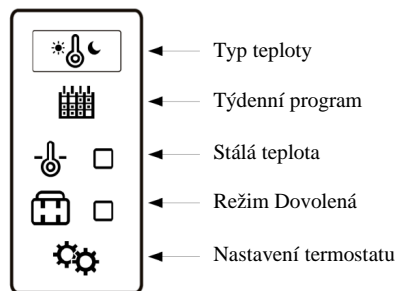 Typ teploty
Týdenní program
Stálá teplota
Režim Dovolená
Nastavení termostatu